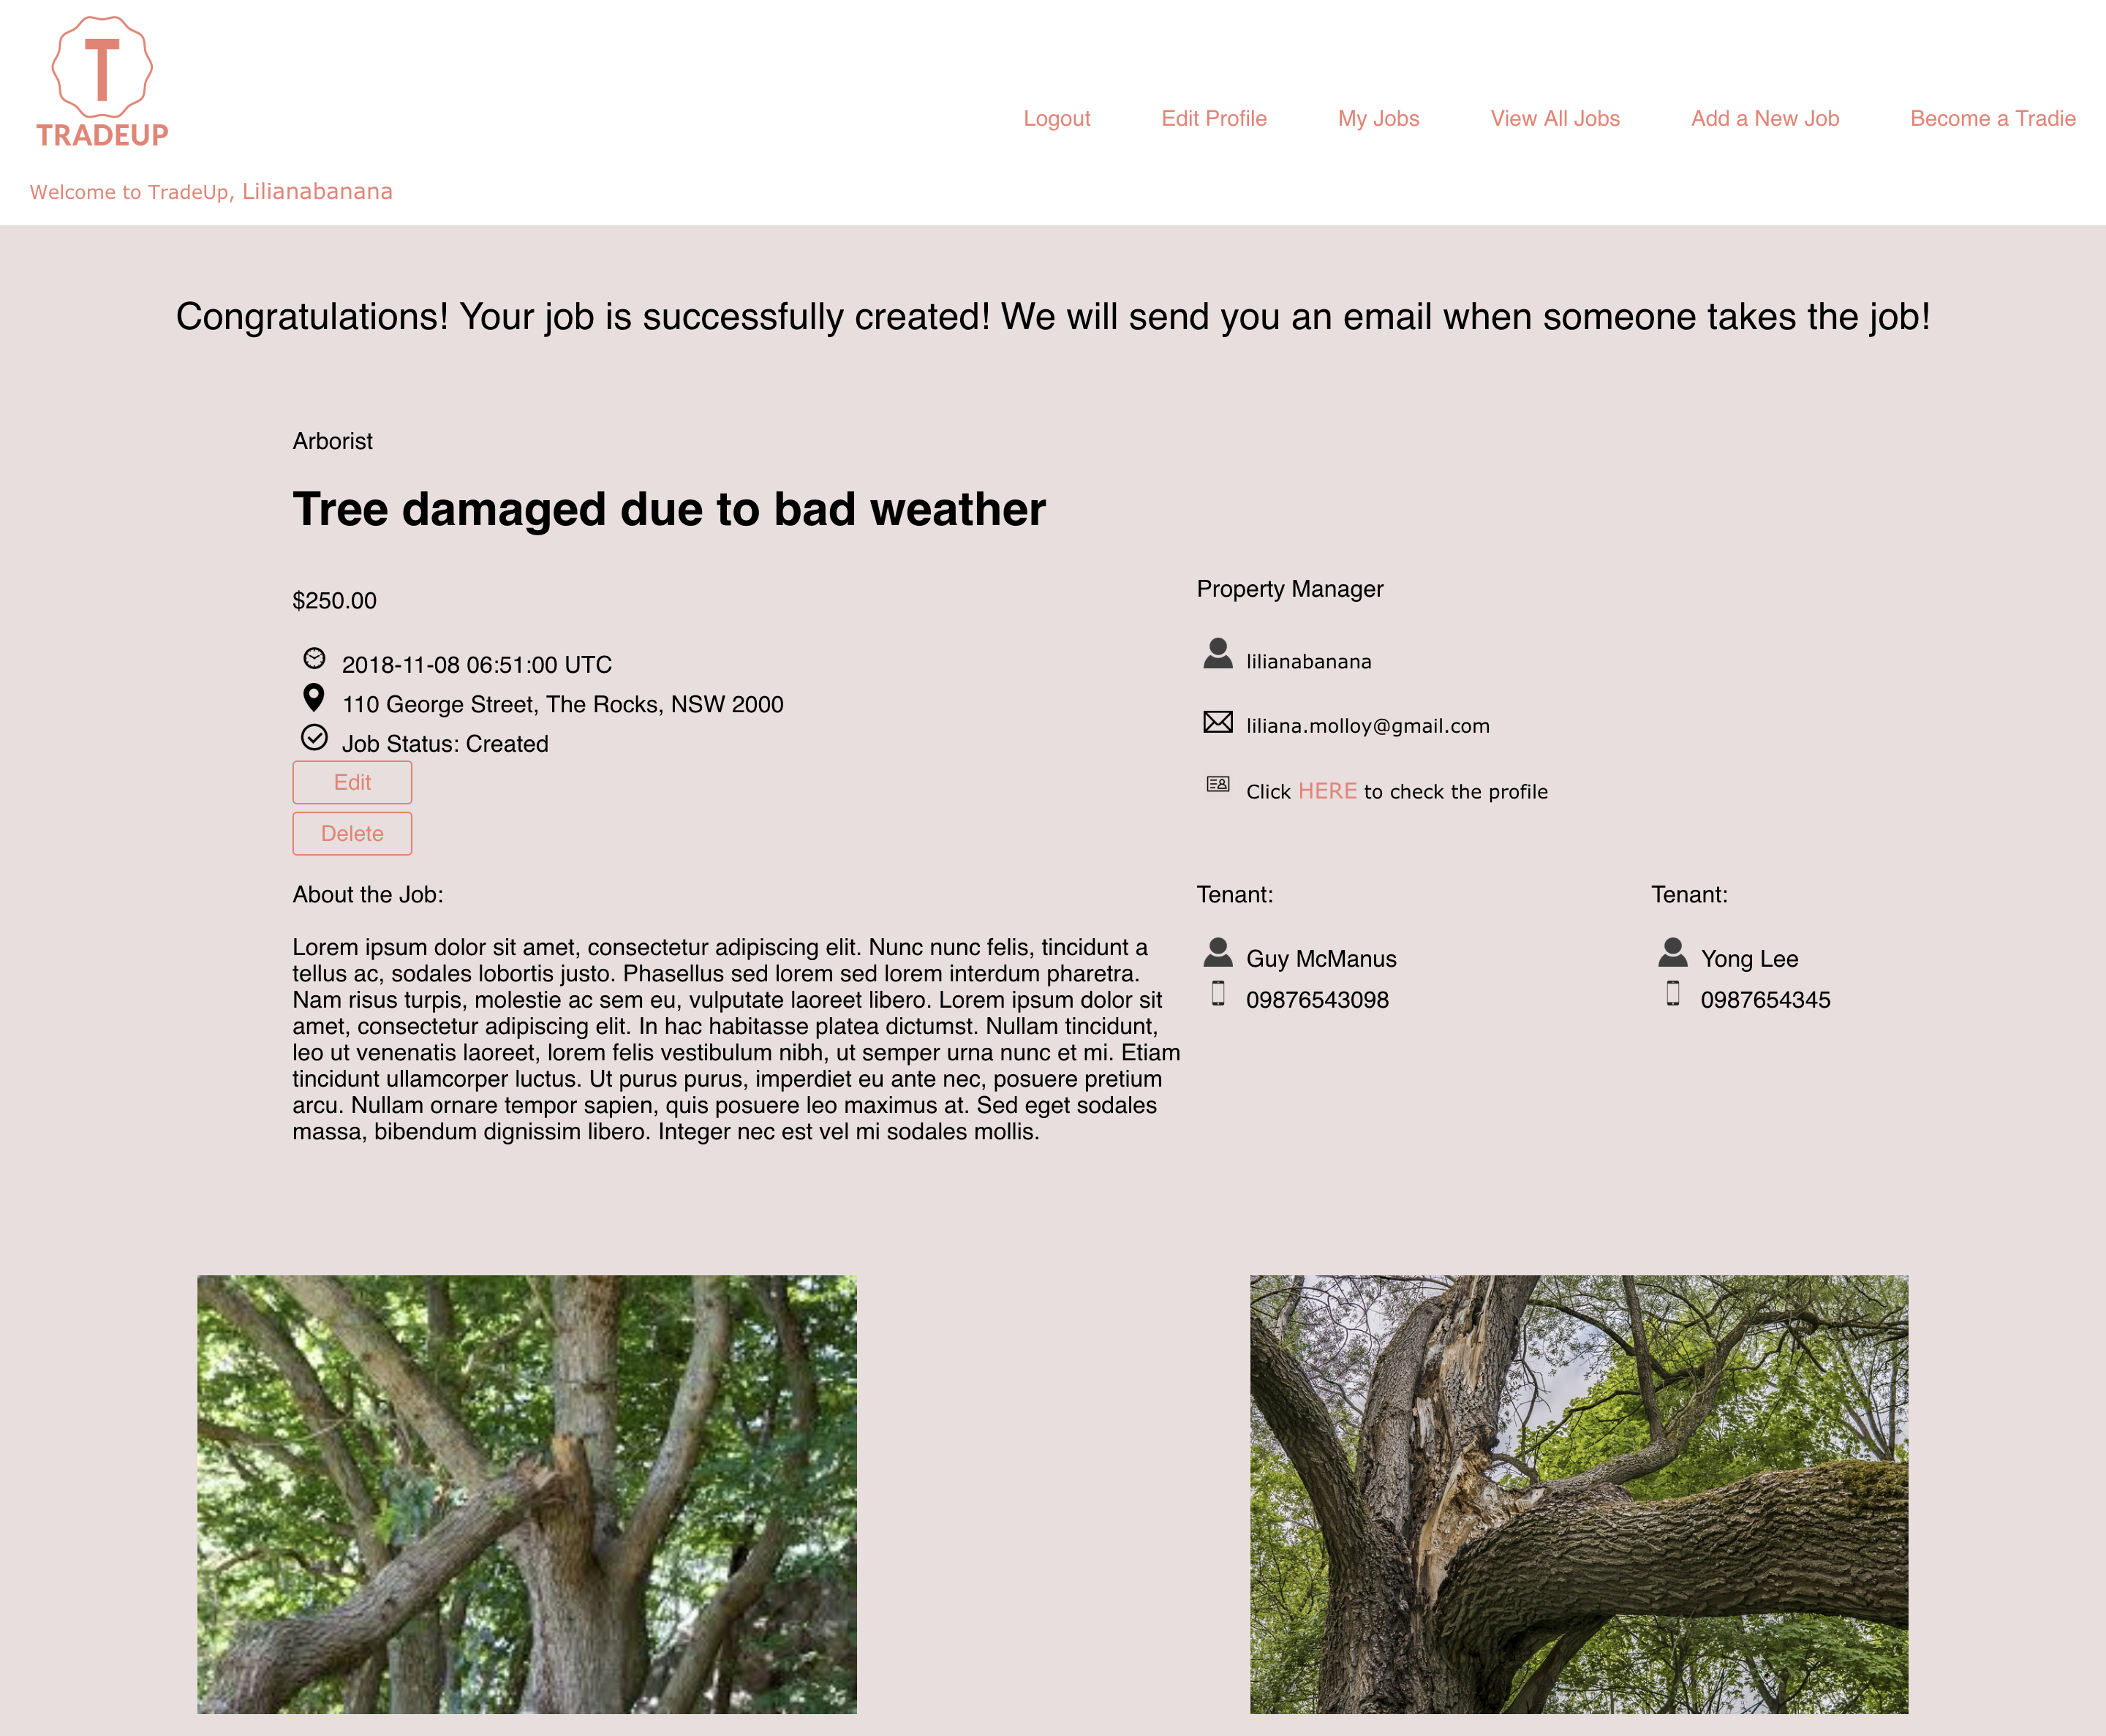 T
TRADEUP
Logout Edit Profile My Jobs View All Jobs Add a New Job Become a Tradie
Welcome to TradeUp, Lilianabanana
Congratulations! Your job is successfully created! We will send you an email when someone takes the job!
Arborist
Tree damaged due to bad weather
$250.00
2018-11-08 06:51:00 UTC
110 George Street, The Rocks, NSW 2000
Job Status: Created
Edit
Delete
Property Manager
lilianabanana
liliana.molloy@gmail.com
Click HERE to check the profile
About the Job:
Lorem ipsum dolor sit amet, consectetur adipiscing elit. Nunc nunc felis, tincidunt a
tellus ac, sodales lobortis justo. Phasellus sed lorem sed lorem interdum pharetra.
Nam risus turpis, molestie ac sem eu, vulputate laoreet libero. Lorem ipsum dolor sit
amet, consectetur adipiscing elit. In hac habitasse platea dictumst. Nullam tincidunt,
leo ut venenatis laoreet, lorem felis vestibulum nibh, ut semper urna nunc et mi. Etiam
tincidunt ullamcorper luctus. Ut purus purus, imperdiet eu ante nec, posuere pretium
arcu. Nullam ornare tempor sapien, quis posuere leo maximus at. Sed eget sodales
massa, bibendum dignissim libero. Integer nec est vel mi sodales mollis.
Tenant:
Guy McManus
09876543098
Tenant:
Yong Lee
0987654345